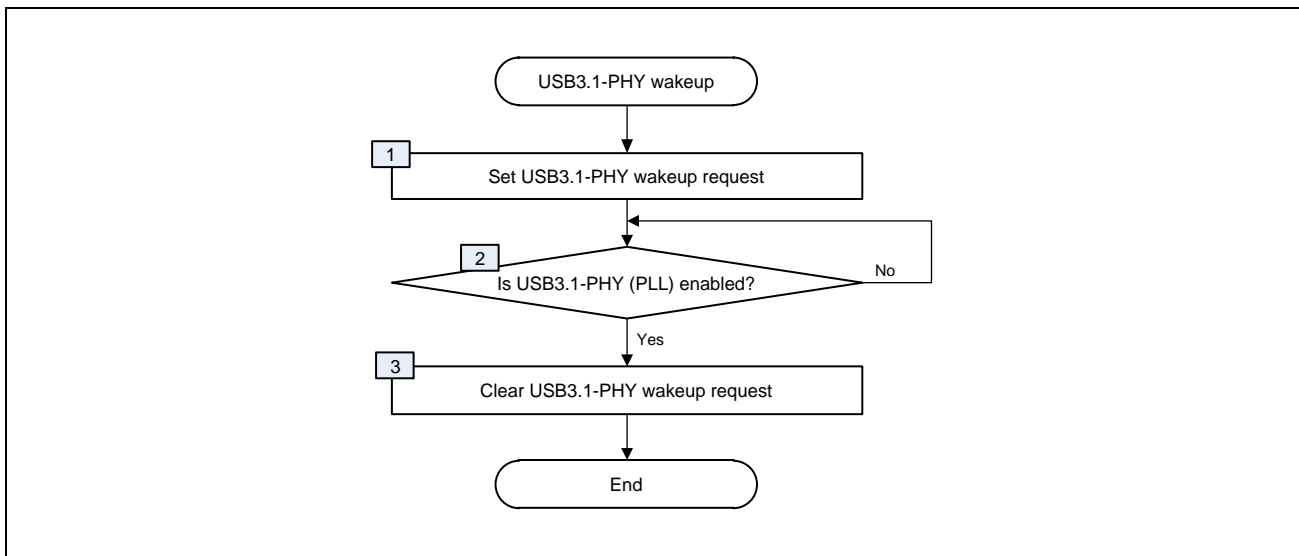 USB3.1-PHY wakeup
1
Set USB3.1-PHY wakeup request
2
Is USB3.1-PHY (PLL) enabled?
No
Yes
3
Clear USB3.1-PHY wakeup request
End